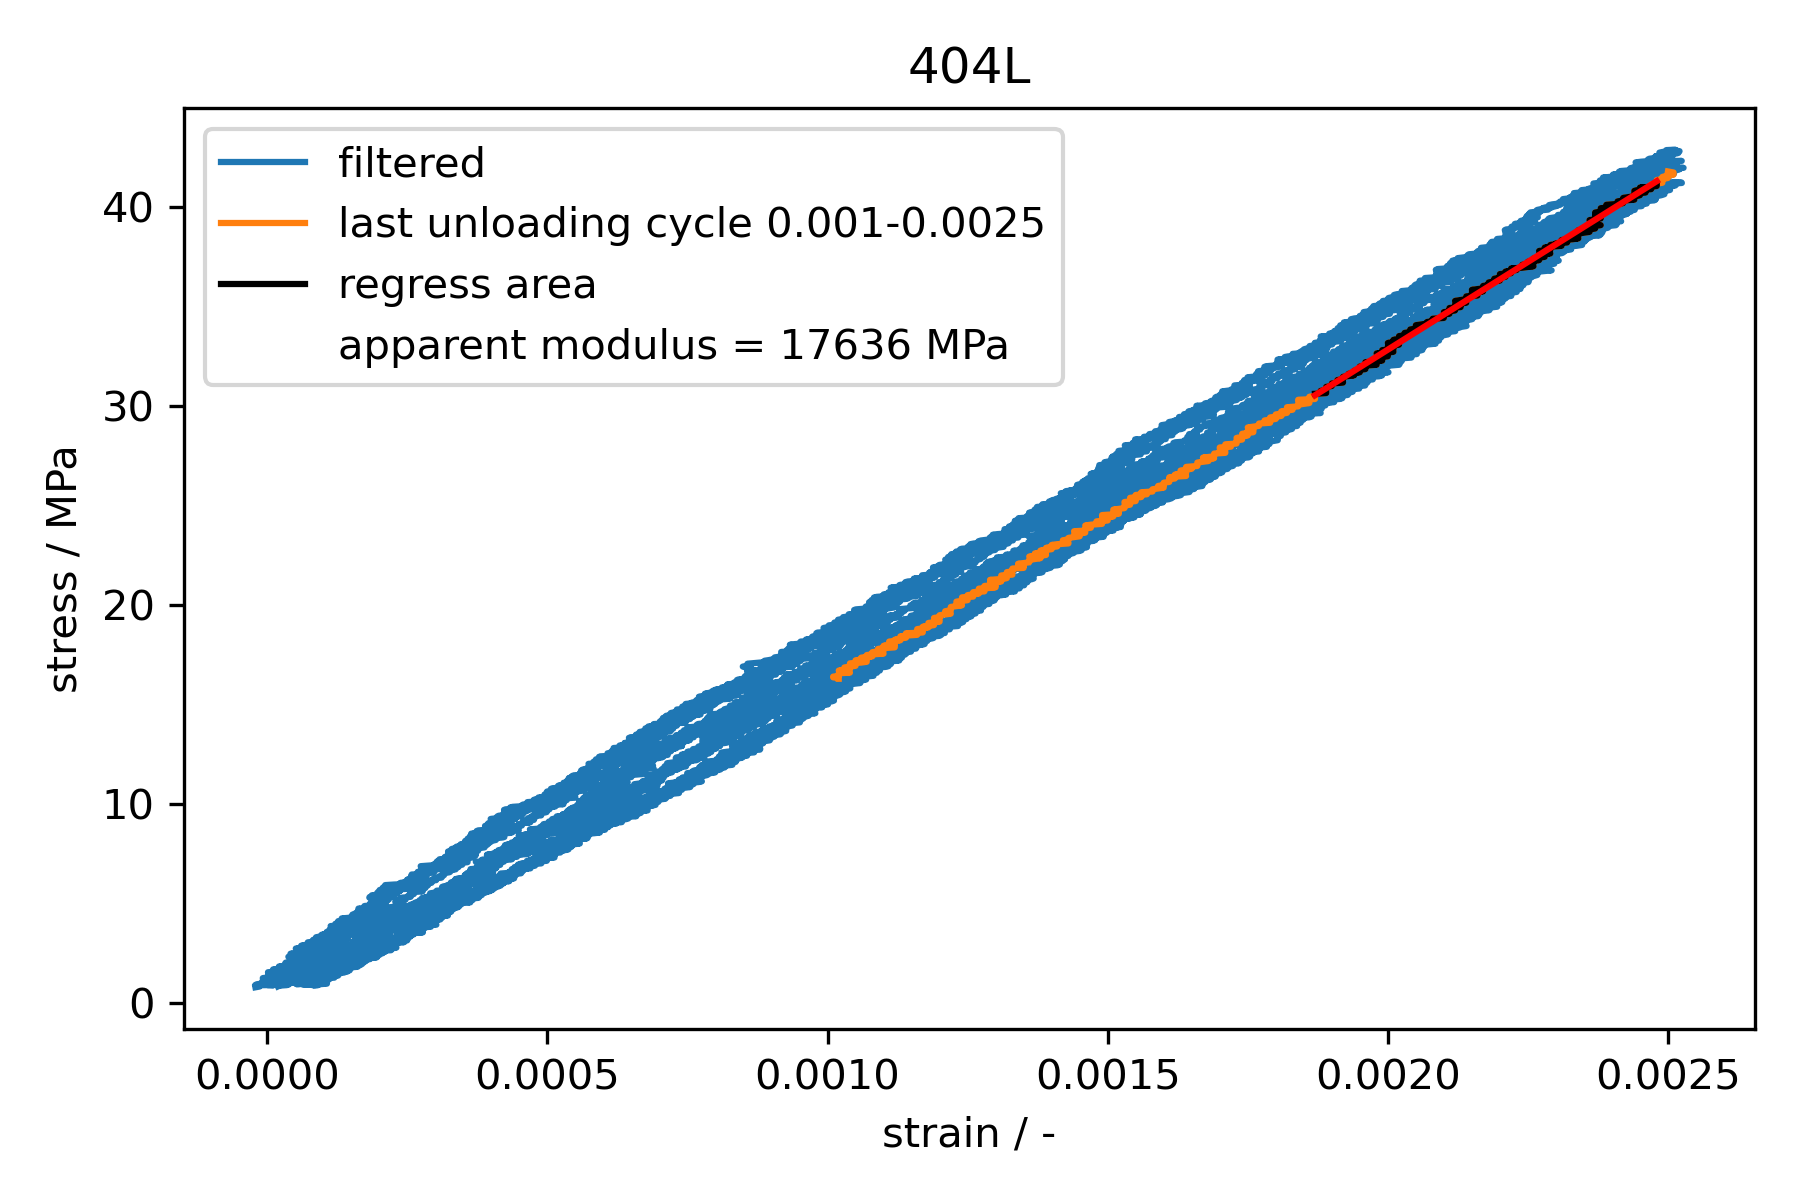 404L
filtered
last unloading cycle 0.001-0.0025
regress area
apparent modulus = 17636 MPa
stress / MPa
40
30
20
10
0
0.0000 0.0005 0.0010 0.0015 0.0020 0.0025
strain / -